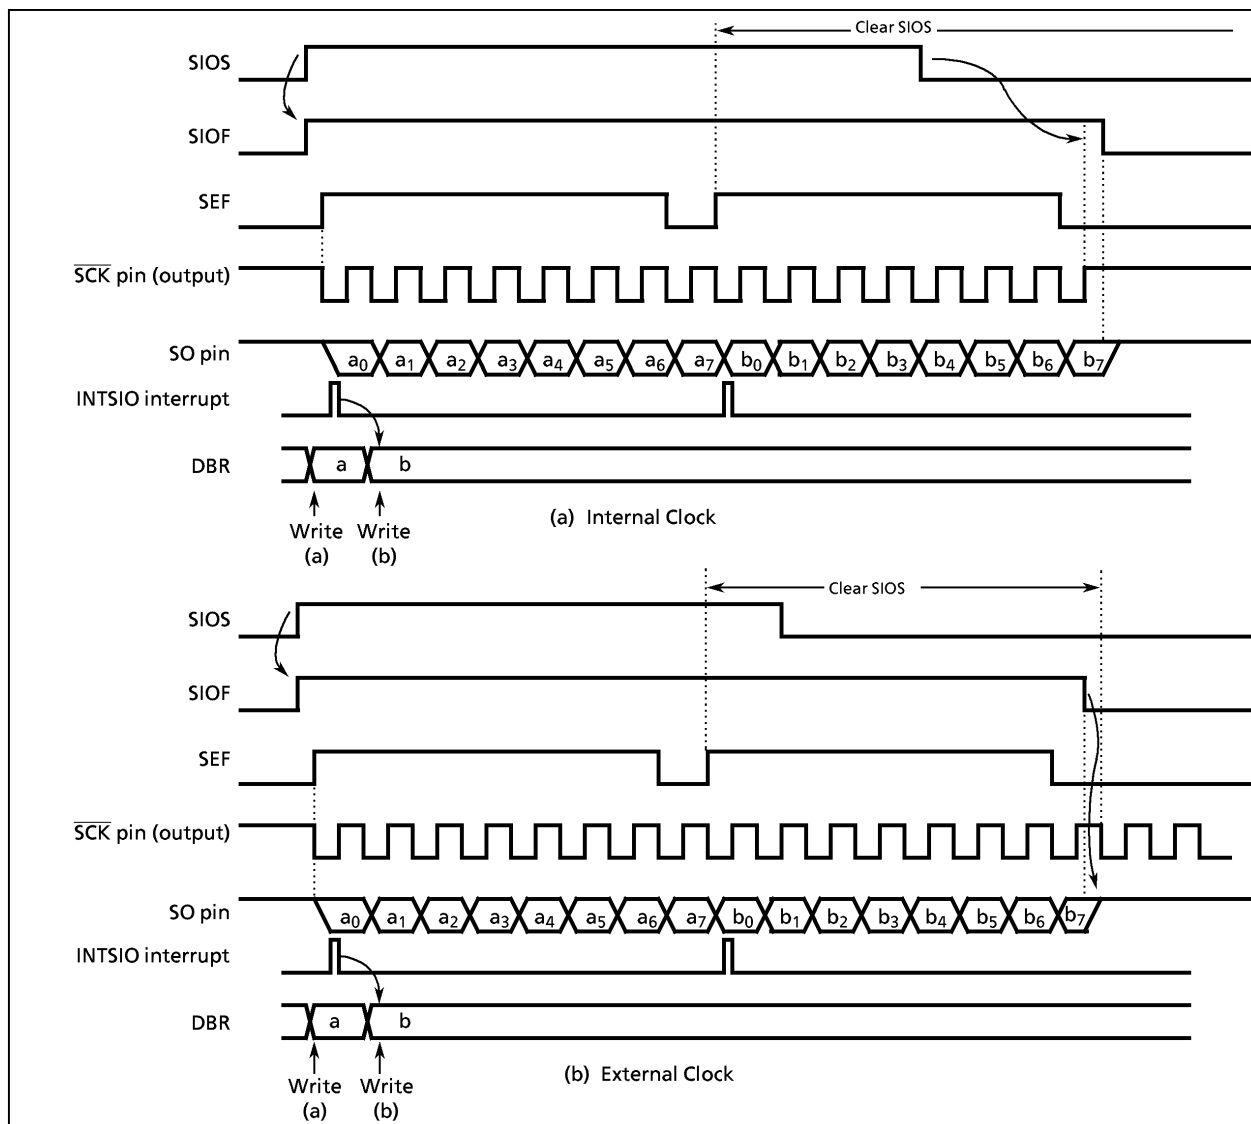 Clear SIOS
SIOS
SIOF
SEF
SCK pin (output)
SO pin a0 a1 a2 a3 a4 a5 a6 a7 b0 b1 b2 b3 b4 b5 b6 b7
INTSIO interrupt
DBR a b
Write (a) Write (b)
(a) Internal Clock
Clear SIOS
SIOS
SIOF
SEF
SCK pin (output)
SO pin a0 a1 a2 a3 a4 a5 a6 a7 b0 b1 b2 b3 b4 b5 b6 b7
INTSIO interrupt
DBR a b
Write (a) Write (b)
(b) External Clock